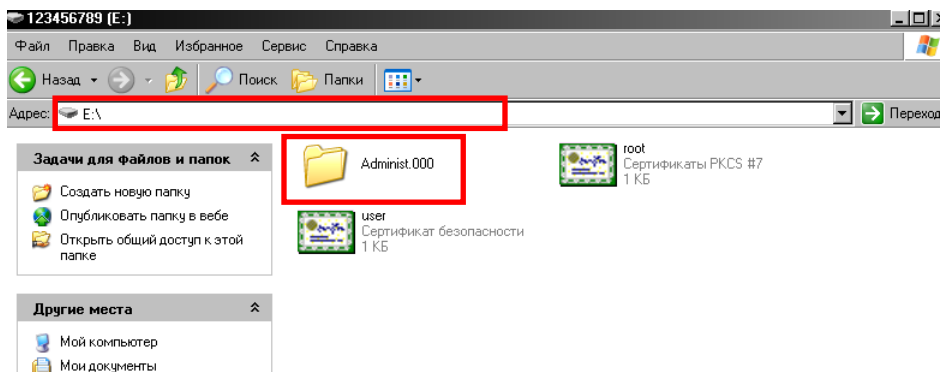 123456789 (E:)
Файл Правка Вид Избранное Сервис Справка
Назад Поиск Папки
Адрес: E:\ Переход
Задачи для файлов и папок
Создать новую папку
Опубликовать папку в вебе
Открыть общий доступ к этой
папке
Administ.000
root
Сертификаты PKCS #7
1 КБ
user
Сертификат безопасности
1 КБ
Другие места
Мой компьютер
Мои документы